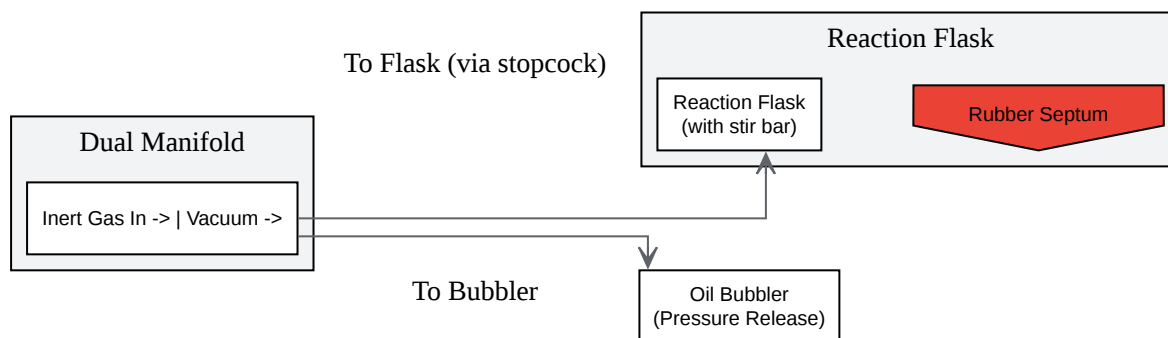 Reaction Flask
To Flask (via stopcock)
Reaction Flask
(with stir bar)
Rubber Septum
Dual Manifold
Inert Gas In -> | Vacuum ->
To Bubbler
Oil Bubbler
(Pressure Release)